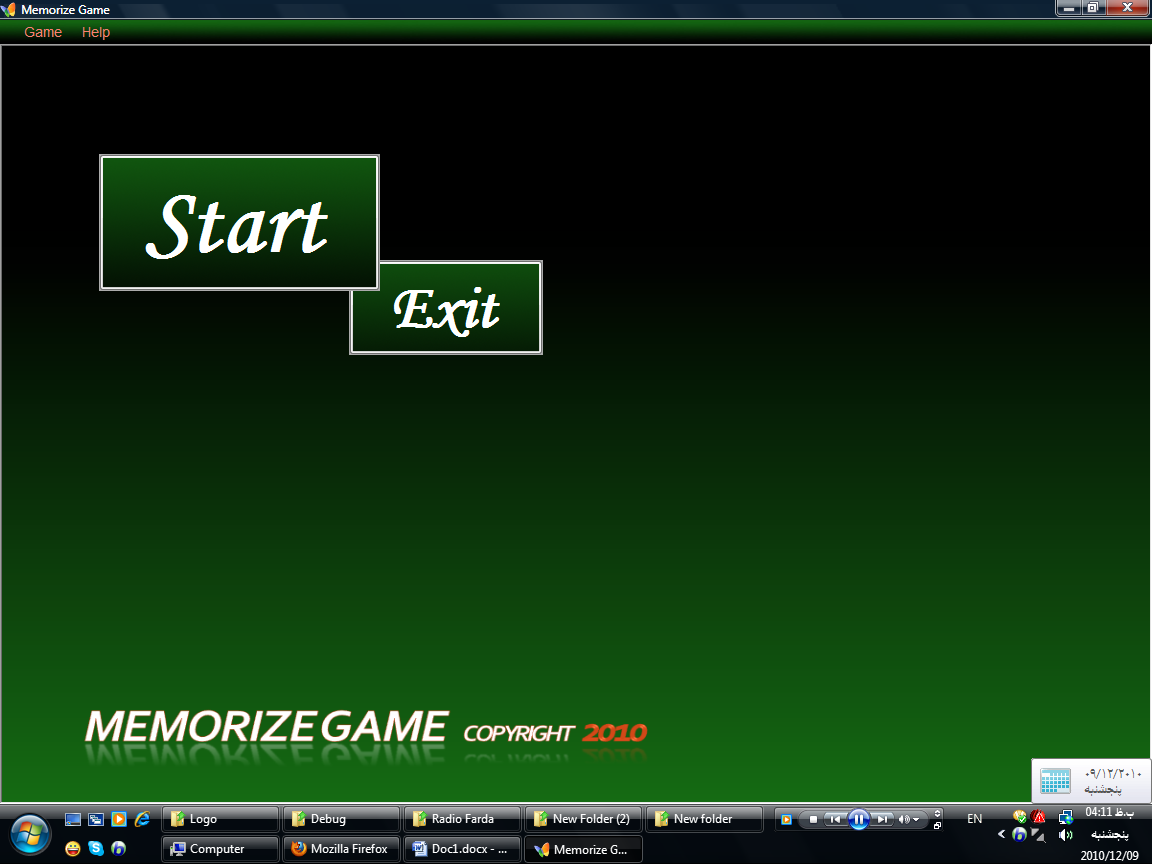 Memorize Game
Game Help
Start
Exit
MEMORIZE GAME COPYRIGHT 2010
۰۹/۱۲/۲۰۱۰
پنجشنبه
Logo Debug Radio Farda New Folder (2) New folder EN 04:11 ب.ظ
پنجشنبه
Computer Mozilla Firefox Doc1.docx - ... Memorize G... 2010/12/09